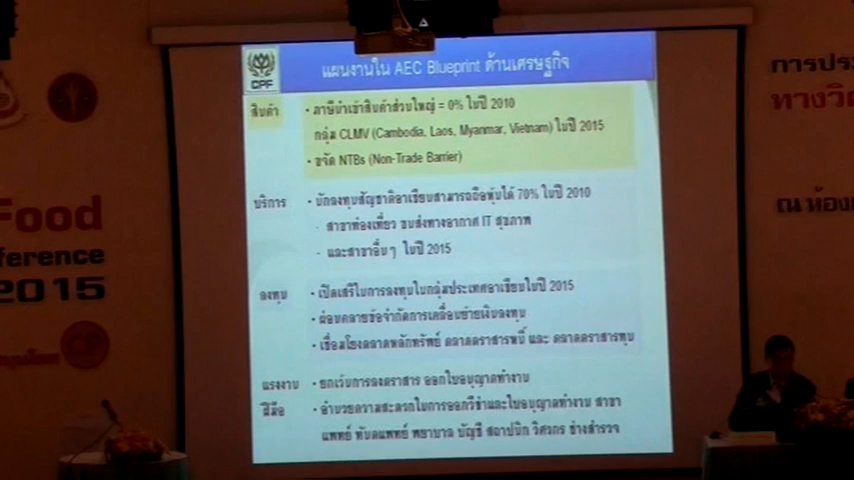 CPF
แผนงานใน AEC Blueprint ด้านเศรษฐกิจ
สินค้า
• ภาษีนำเข้าสินค้าส่วนใหญ่ = 0% ในปี 2010
กลุ่ม CLMV (Cambodia, Laos, Myanmar, Vietnam) ในปี 2015
• ขจัด NTBs (Non-Trade Barrier)
บริการ
• นักลงทุนสัญชาติอาเซียนสามารถถือหุ้นได้ 70% ในปี 2010
- สาขาท่องเที่ยว ขนส่งทางอากาศ IT สุขภาพ
- และสาขาอื่นๆ ในปี 2015
ลงทุน
• เปิดเสรีในการลงทุนในกลุ่มประเทศอาเซียนในปี 2015
• ผ่อนคลายข้อจำกัดการเคลื่อนย้ายเงินลงทุน
• เชื่อมโยงตลาดหลักทรัพย์ ตลาดตราสารหนี้ และ ตลาดตราสารทุน
แรงงาน
ฝีมือ
• ยกเว้นการลงตราสาร ออกใบอนุญาตทำงาน
• อำนวยความสะดวกในการออกวีซ่าและใบอนุญาตทำงาน สาขา
แพทย์ ทันตแพทย์ พยาบาล บัญชี สถาปนิก วิศวกร ช่างสำรวจ
Food
ference
2015
การประ
ทางวิ
ณ ห้อง